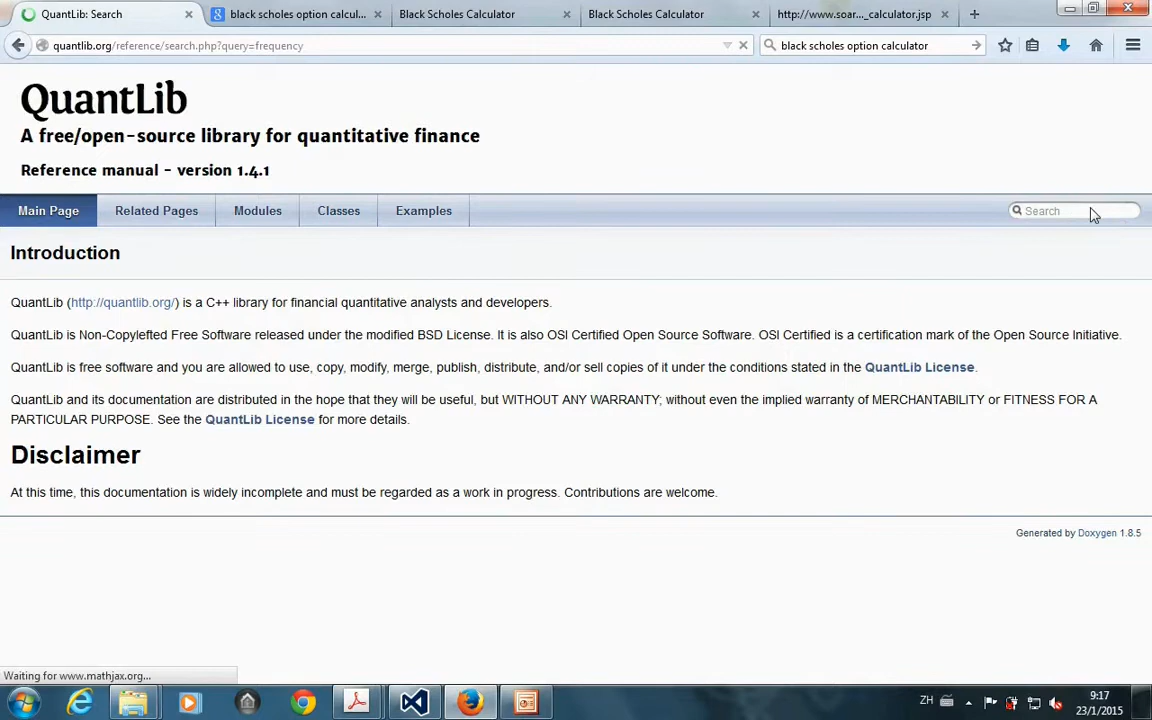 QuantLib: Search
black scholes option calcul...
Black Scholes Calculator
Black Scholes Calculator
http://www.soar..._calculator.jsp
quantlib.org/reference/search.php?query=frequency
black scholes option calculator
QuantLib
A free/open-source library for quantitative finance
Reference manual - version 1.4.1
Main Page
Related Pages
Modules
Classes
Examples
Search
Introduction
QuantLib (http://quantlib.org/) is a C++ library for financial quantitative analysts and developers.
QuantLib is Non-Copylefted Free Software released under the modified BSD License. It is also OSI Certified Open Source Software. OSI Certified is a certification mark of the Open Source Initiative.
QuantLib is free software and you are allowed to use, copy, modify, merge, publish, distribute, and/or sell copies of it under the conditions stated in the QuantLib License.
QuantLib and its documentation are distributed in the hope that they will be useful, but WITHOUT ANY WARRANTY; without even the implied warranty of MERCHANTABILITY or FITNESS FOR A
PARTICULAR PURPOSE. See the QuantLib License for more details.
Disclaimer
At this time, this documentation is widely incomplete and must be regarded as a work in progress. Contributions are welcome.
Generated by Doxygen 1.8.5
Waiting for www.mathjax.org...
ZH
9:17
23/1/2015